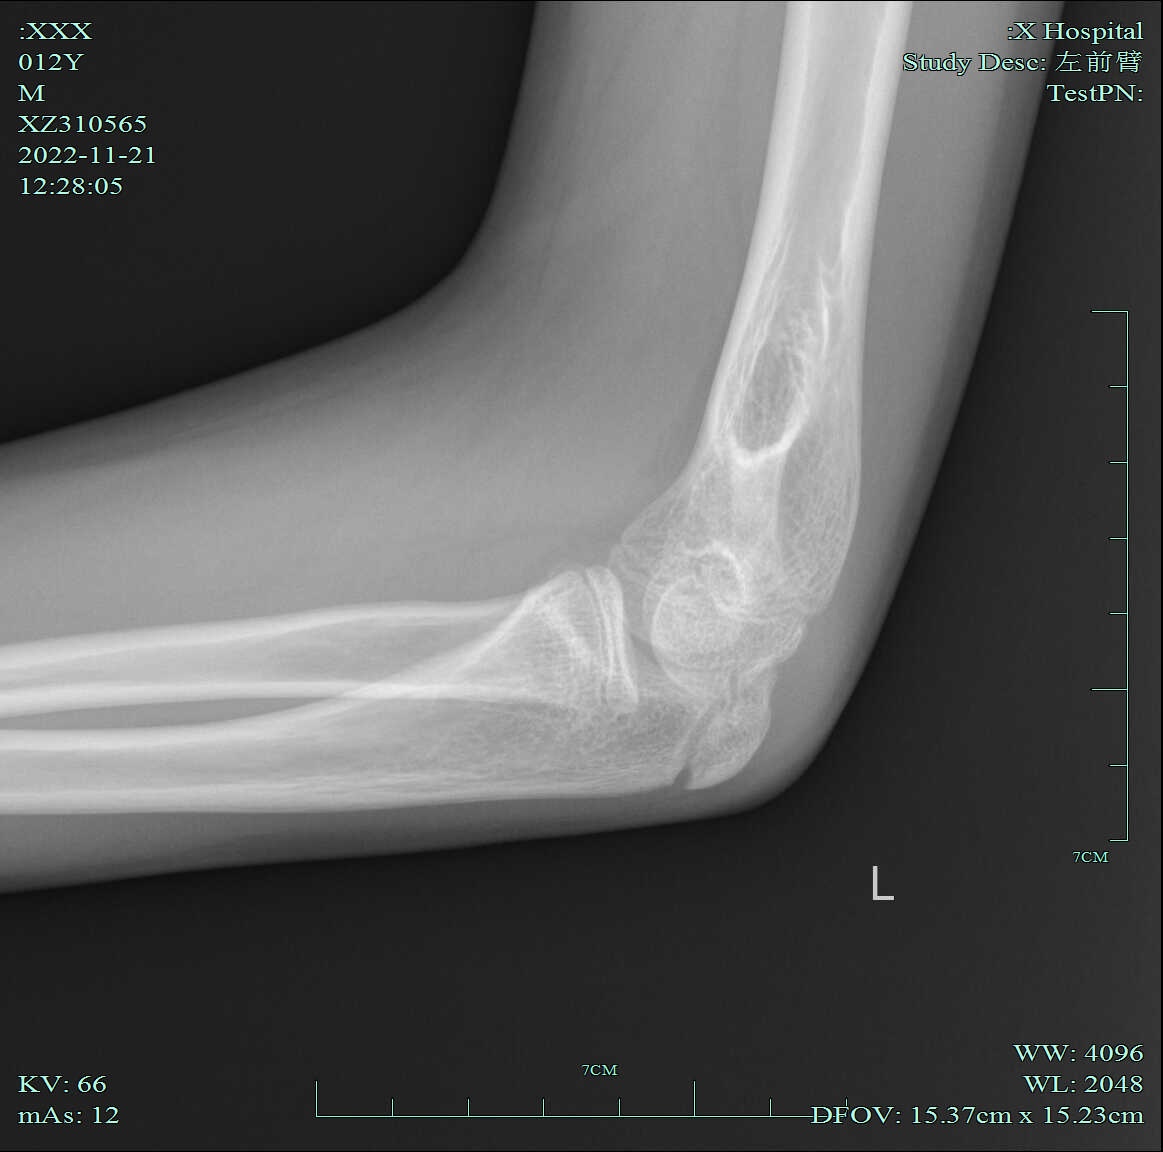 :XXX
012Y
M
XZ310565
2022-11-21
12:28:05
:X Hospital
Study Desc: 左前臂
TestPN:
7CM
L
7CM
KV: 66
mAs: 12
WW: 4096
WL: 2048
DFOV: 15.37cm x 15.23cm